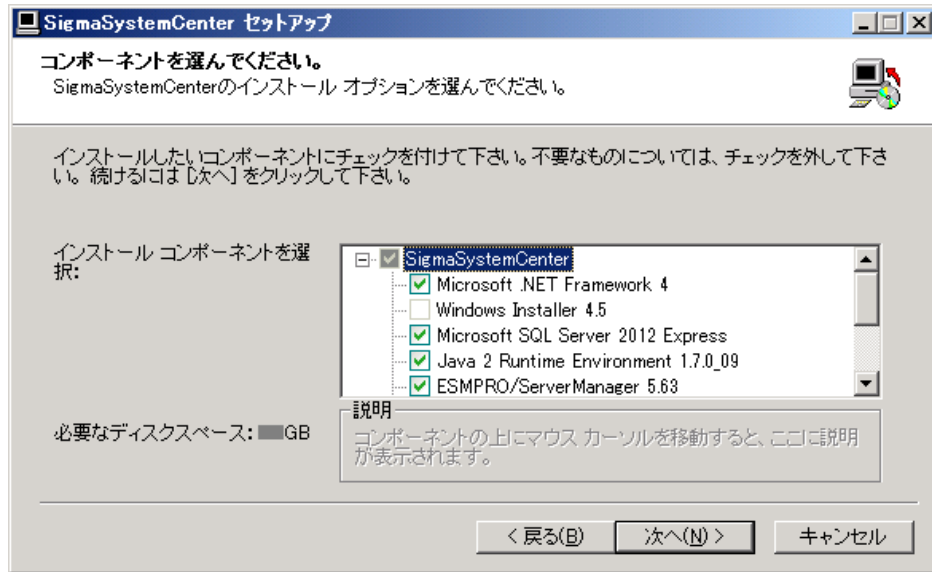 SigmaSystemCenter セットアップ
コンポーネントを選んでください。
SigmaSystemCenterのインストール オプションを選んでください。
インストールしたいコンポーネントにチェックを付けて下さい。不要なものについては、チェックを外して下さ
い。続けるには [次へ] をクリックして下さい。
インストール コンポーネントを選
択:
SigmaSystemCenter
Microsoft .NET Framework 4
Windows Installer 4.5
Microsoft SQL Server 2012 Express
Java 2 Runtime Environment 1.7.0_09
ESMPRO/ServerManager 5.63
必要なディスクスペース: GB
説明
コンポーネントの上にマウス カーソルを移動すると、ここに説明
が表示されます。
< 戻る(B)
次へ(N) >
キャンセル